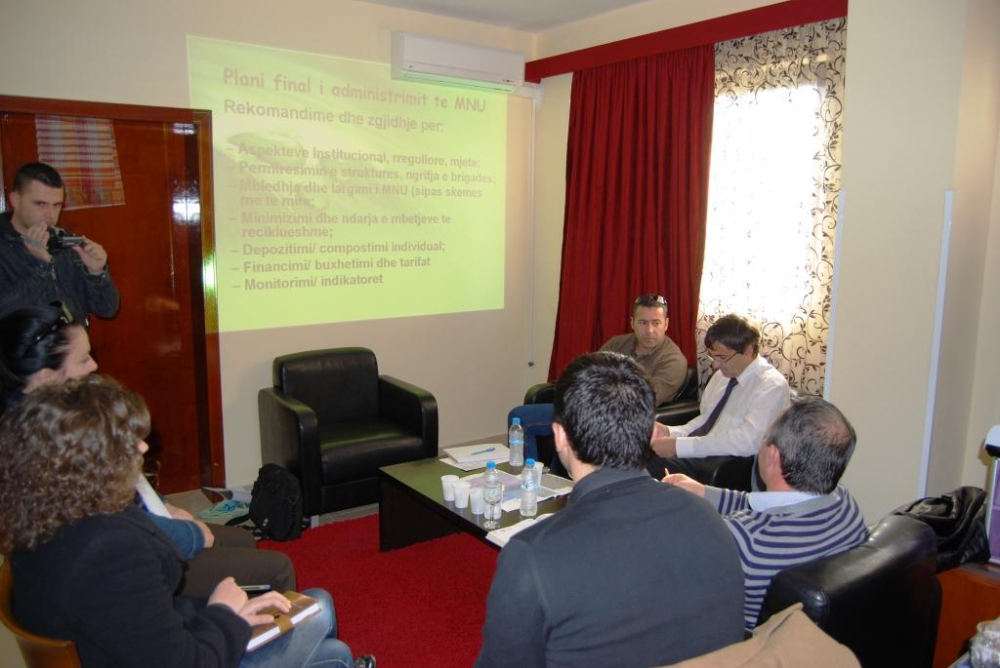 Plani final i administrimit te MNU
Rekomandime dhe zgjidhje per:
– Aspekteve Institucional, rregullore, mjete;
– Permiresimin e struktures, ngritja e brigades;
– Mbledhja dhe largimi i MNU (sipas skemes
me te mire;
– Minimizimi dhe ndarja e mbetjeve te
reciklueshme;
– Depozitimi/ compostimi individual;
– Financimi/ buxhetimi dhe tarifat
– Monitorimi/ indikatoret